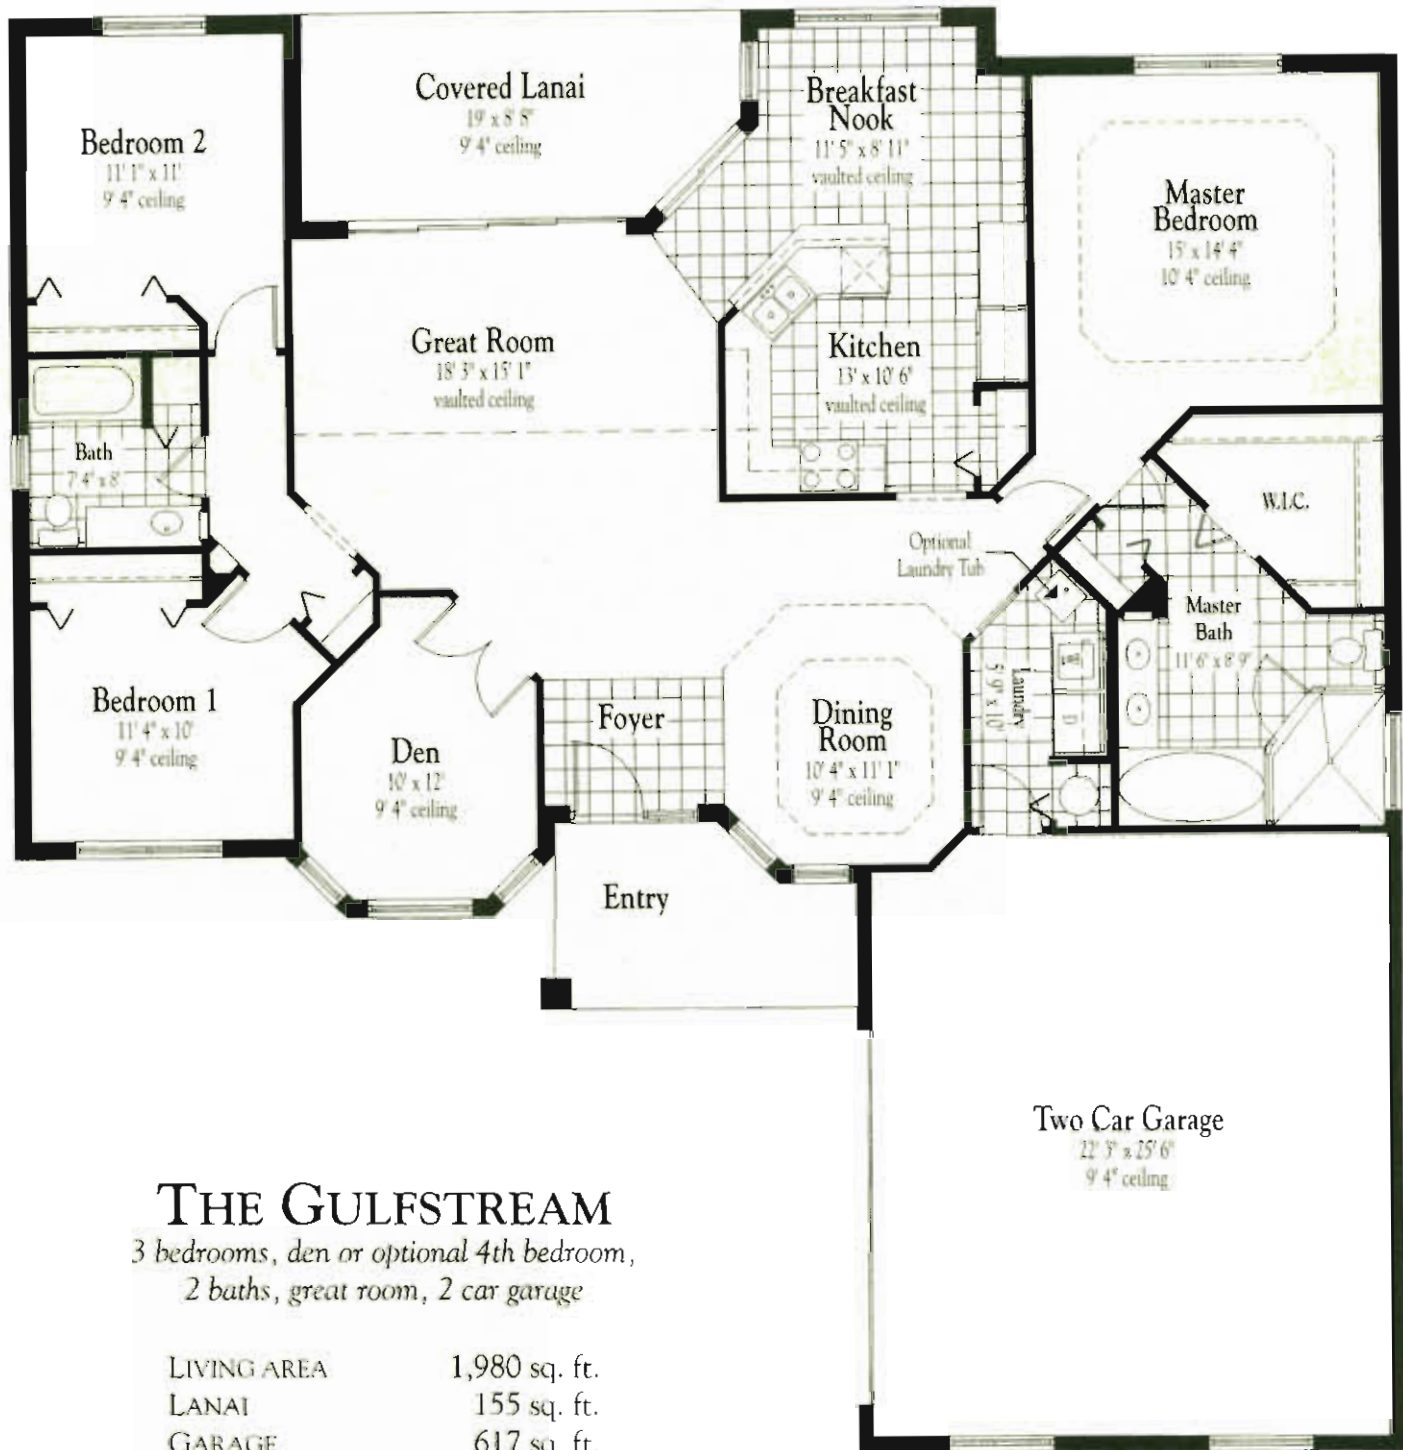 Covered Lanai
19' x 8' 8"
9' 4" ceiling
Breakfast
Nook
11' 5" x 8' 11"
vaulted ceiling
Bedroom 2
11' 1" x 11'
9' 4" ceiling
Master
Bedroom
15' x 14' 4"
10' 4" ceiling
Great Room
18' 3" x 15' 1"
vaulted ceiling
Kitchen
13' x 10' 6"
vaulted ceiling
Bath
7' 4" x 8'
W.I.C.
Optional
Laundry Tub
Master
Bath
11' 6" x 8' 9"
Laundry
5' 9" x 10'
D
Bedroom 1
11' 4" x 10'
9' 4" ceiling
Den
10' x 12'
9' 4" ceiling
Foyer
Dining
Room
10' 4" x 11' 1"
9' 4" ceiling
Entry
Two Car Garage
22' 3" x 25' 6"
9' 4" ceiling
THE GULFSTREAM
3 bedrooms, den or optional 4th bedroom,
2 baths, great room, 2 car garage
LIVING AREA 1,980 sq. ft.
LANAI 155 sq. ft.
GARAGE 617 sq. ft.